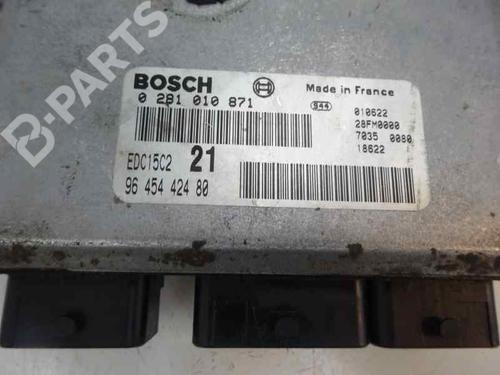 B-PARTS
BOSCH
Made in France
0 281 010 871
944
010622
28FM0000
7035 0080
18622
EDC15C2 21
96 454 424 80